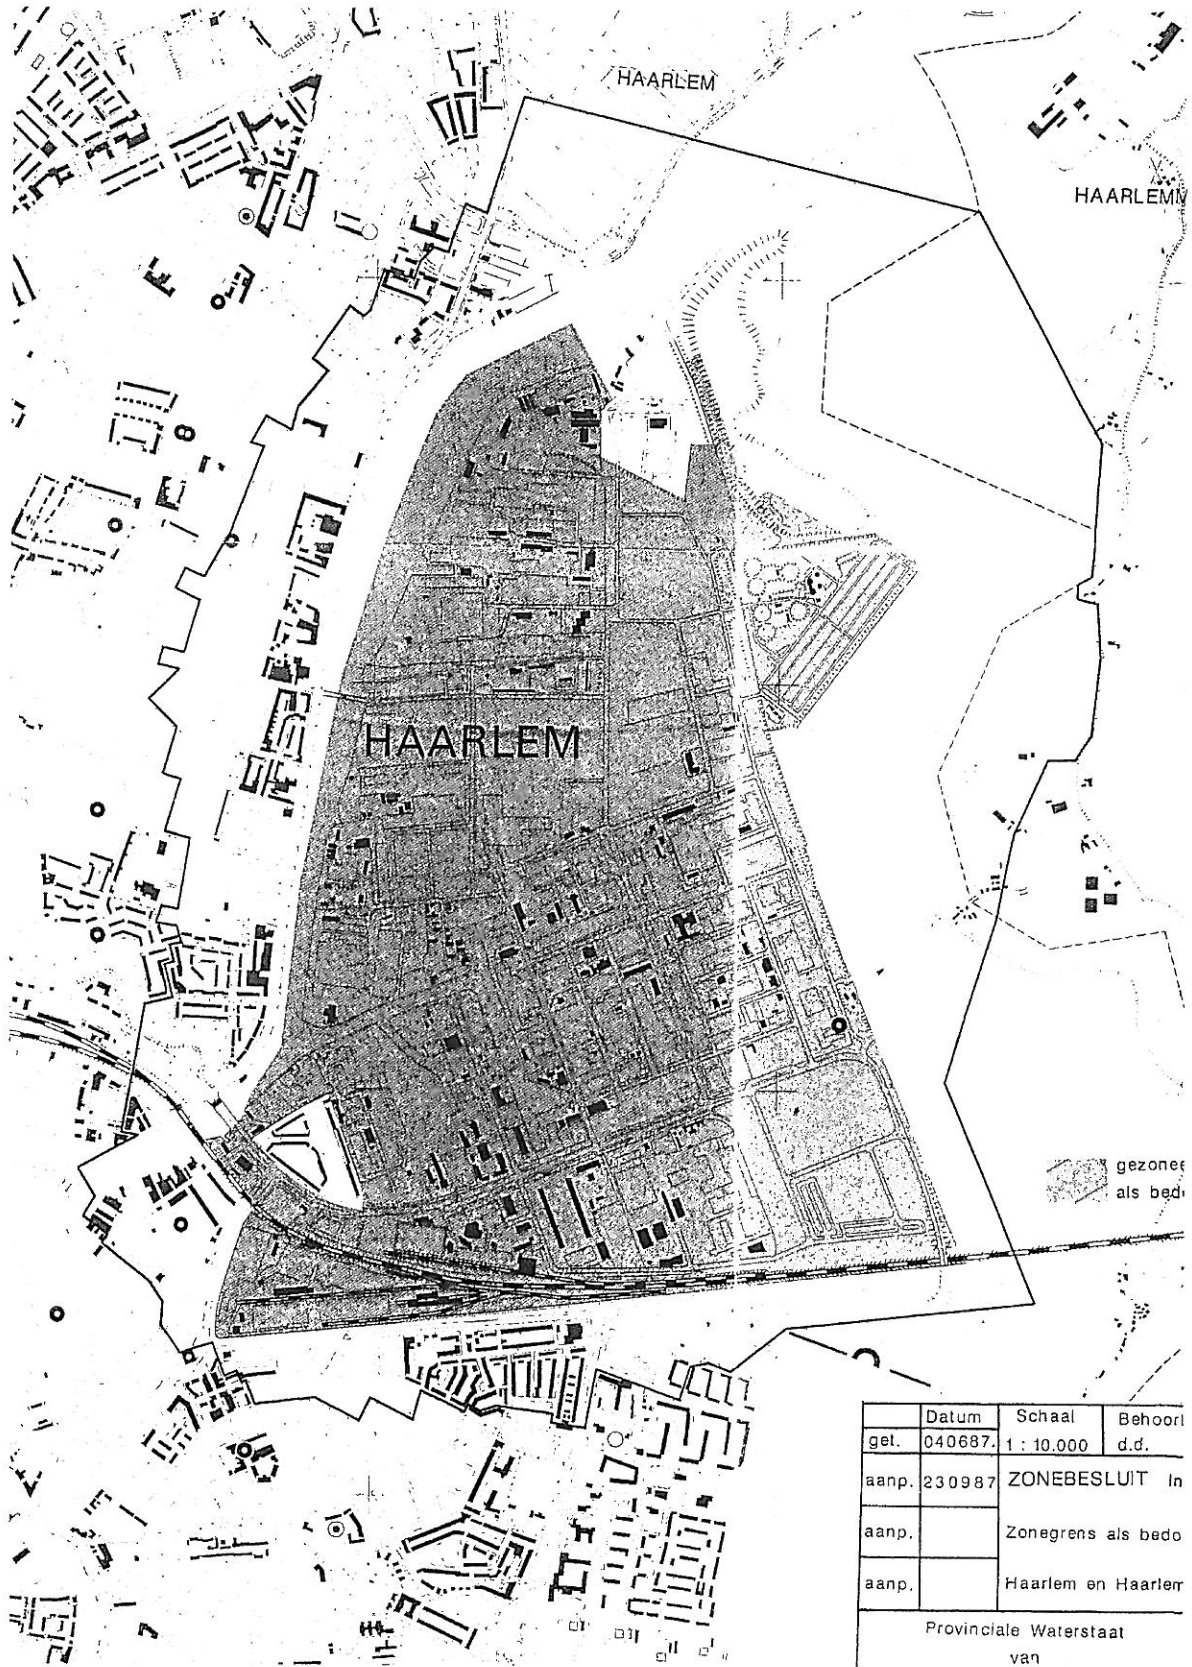 HAARLEM
HAARLEMM
HAARLEM
gezonee
als bed
Datum Schaal Behoort
get. 040687. 1 : 10.000 d.d.
aanp. 230987 ZONEBESLUIT In
aanp. Zonegrens als bedo
aanp. Haarlem en Haarlem
Provinciale Waterstaat
van